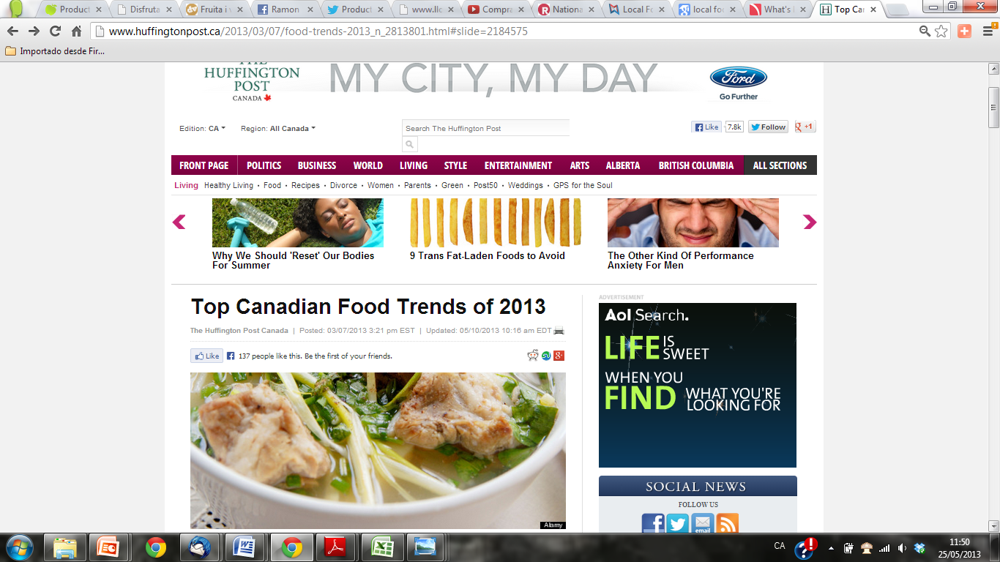 Product
Disfruta
Fruita i v
Ramon
Product
www.llo
Compra
Nationa
Local Fo
local foo
What's
Top Car
www.huffingtonpost.ca/2013/03/07/food-trends-2013_n_2813801.html#slide=2184575
Importado desde Fir...
THE
HUFFINGTON
POST
CANADA
MY CITY, MY DAY
Ford
Go Further
Edition: CA
Region: All Canada
Search The Huffington Post
Like
7.8k
Follow
+1
FRONT PAGE POLITICS BUSINESS WORLD LIVING STYLE ENTERTAINMENT ARTS ALBERTA BRITISH COLUMBIA ALL SECTIONS
Living Healthy Living · Food · Recipes · Divorce · Women · Parents · Green · Post50 · Weddings · GPS for the Soul
Why We Should 'Reset' Our Bodies
For Summer
9 Trans Fat-Laden Foods to Avoid
The Other Kind Of Performance
Anxiety For Men
Top Canadian Food Trends of 2013
The Huffington Post Canada | Posted: 03/07/2013 3:21 pm EST | Updated: 05/10/2013 10:16 am EDT
Like
137 people like this. Be the first of your friends.
Alamy
ADVERTISEMENT
Aol Search.
LIFE IS
SWEET
WHEN YOU
FIND WHAT YOU'RE
LOOKING FOR
SOCIAL NEWS
FOLLOW US
email
CA
11:50
25/05/2013